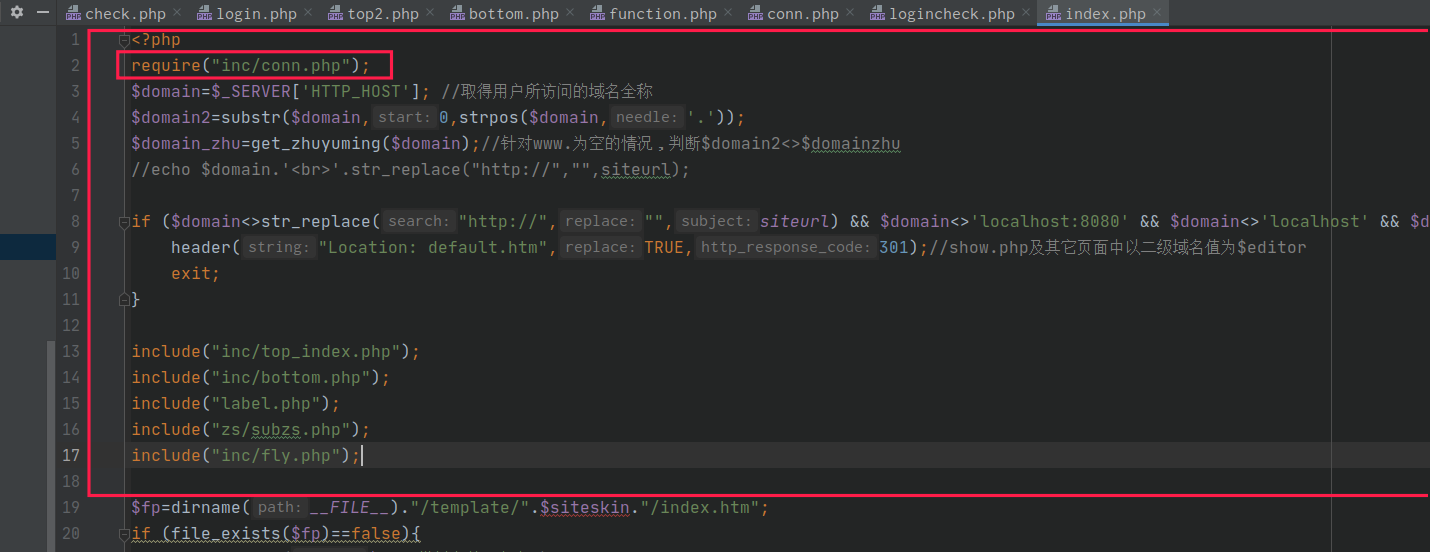 check.php login.php top2.php bottom.php function.php conn.php logincheck.php index.php
1 <?php
2 require("inc/conn.php");
3 $domain=$_SERVER['HTTP_HOST']; //取得用户所访问的域名全称
4 $domain2=substr($domain, start: 0,strpos($domain, needle: '.'));
5 $domain_zhu=get_zhuyuming($domain);//针对www.为空的情况，判断$domain2<>$domainzhu
6 //echo $domain.'<br>'.str_replace("http://","",siteurl);
7
8 if ($domain<>str_replace( search: "http://", replace: "", subject: siteurl) && $domain<>'localhost:8080' && $domain<>'localhost' && $d
9 header( string: "Location: default.htm", replace: TRUE, http_response_code: 301);//show.php及其它页面中以二级域名值为$editor
10 exit;
11 }
12
13 include("inc/top_index.php");
14 include("inc/bottom.php");
15 include("label.php");
16 include("zs/subzs.php");
17 include("inc/fly.php");
18
19 $fp=dirname( path: __FILE__)."/template/".$siteskin."/index.htm";
20 if (file_exists($fp)==false){